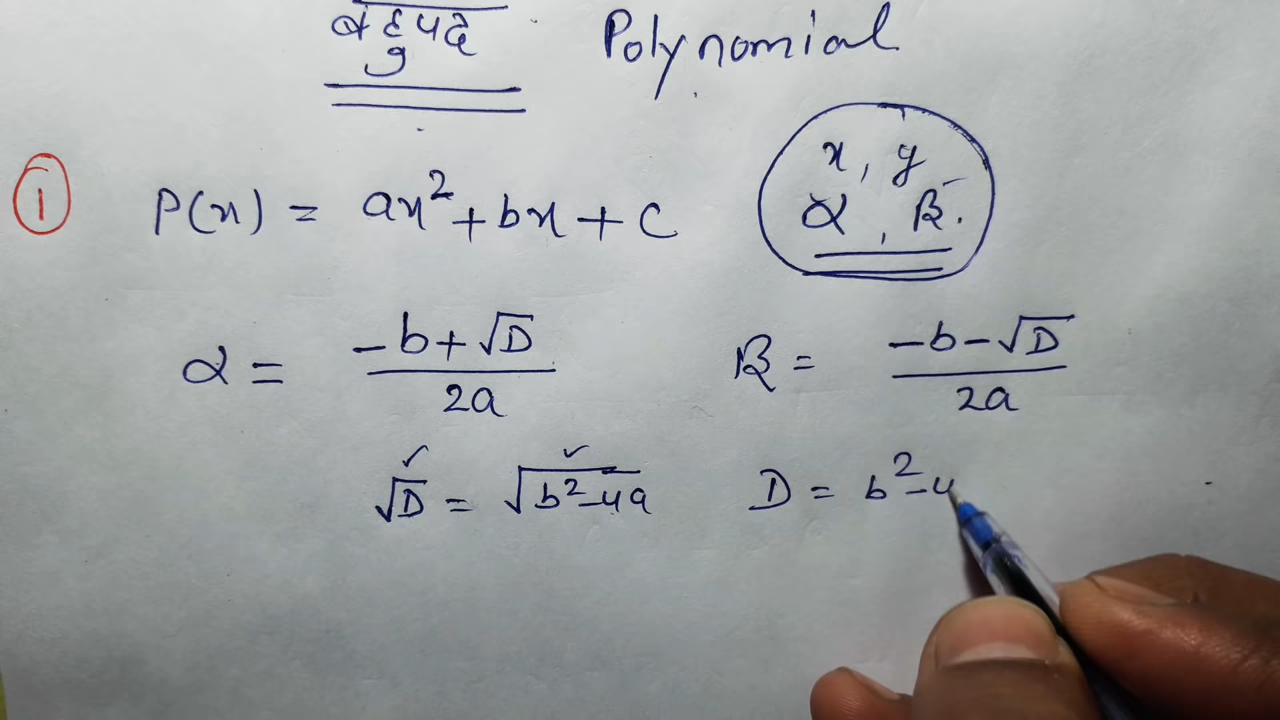 बहुपद Polynomial
① P(x) = ax² + bx + c
x, y
α, β.
α = (-b + √D)/2a β = (-b - √D)/2a
√D = √b² - 4a D = b² - 4